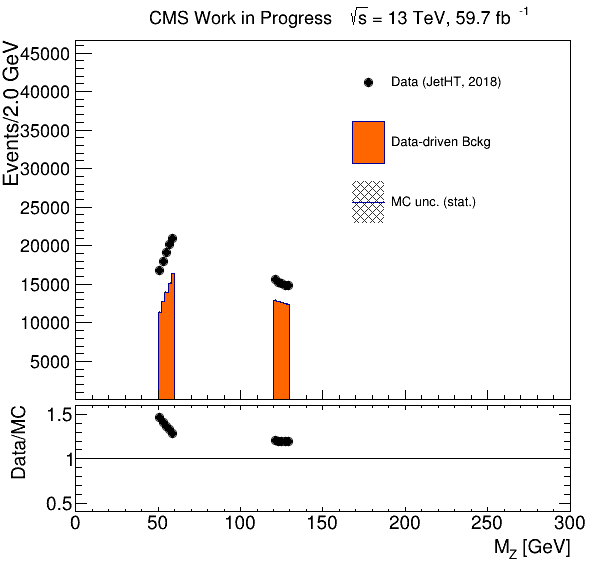 CMS Work in Progress √s = 13 TeV, 59.7 fb⁻¹
Events/2.0 GeV
45000
40000
35000
30000
25000
20000
15000
10000
5000
Data (JetHT, 2018)
Data-driven Bckg
MC unc. (stat.)
Data/MC
1.5
1
0.5
0 50 100 150 200 250 300
M_Z [GeV]